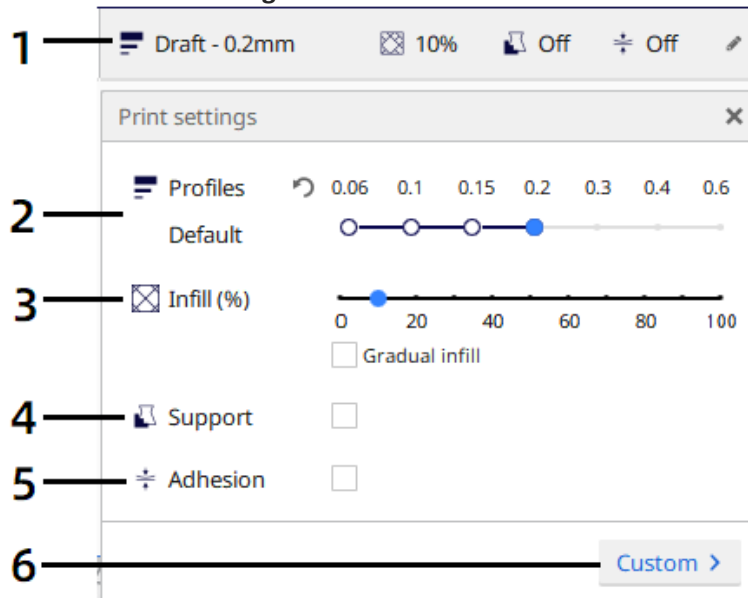 1 Draft - 0.2mm 10% Off Off
Print settings
Profiles 0.06 0.1 0.15 0.2 0.3 0.4 0.6
2
Default
3 Infill (%)
0 20 40 60 80 100
Gradual infill
4 Support
5 Adhesion
6 Custom >